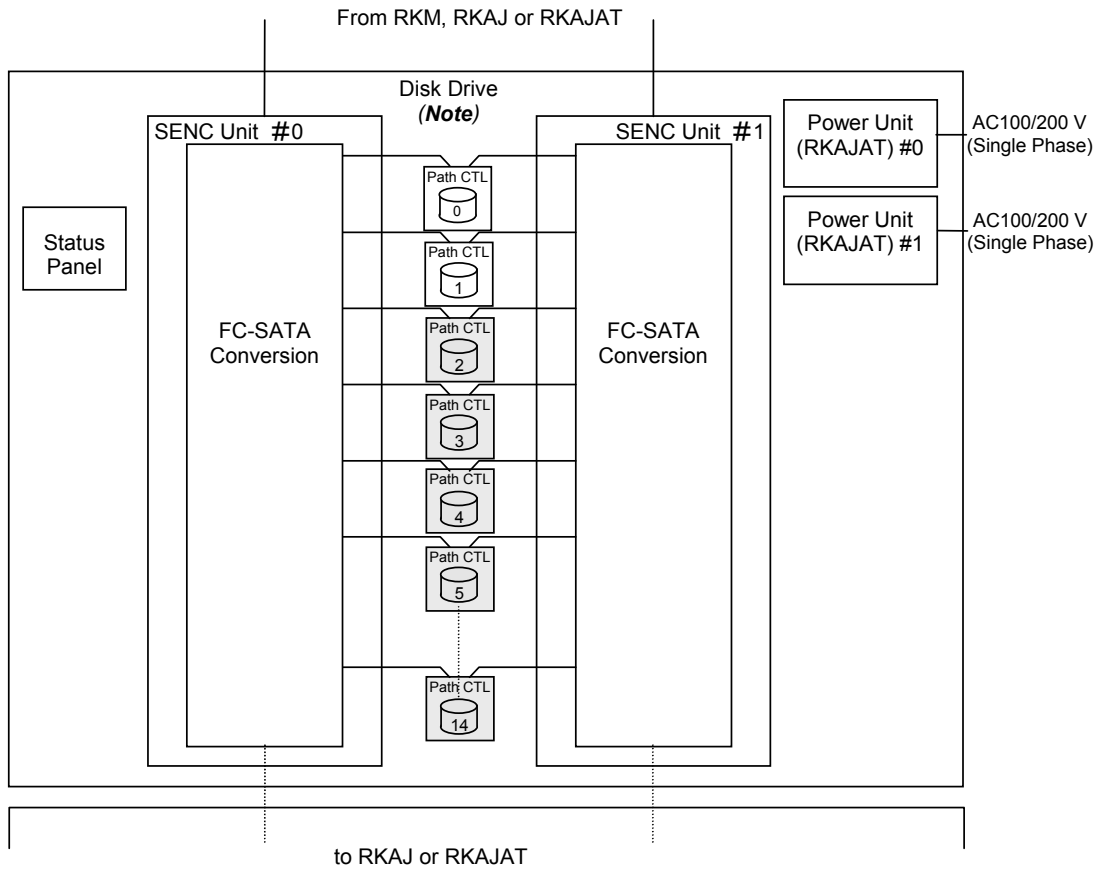 From RKM, RKAJ or RKAJAT
Disk Drive
(Note)
SENC Unit #0
SENC Unit #1
Power Unit
(RKAJAT) #0
AC100/200 V
(Single Phase)
Power Unit
(RKAJAT) #1
AC100/200 V
(Single Phase)
Status
Panel
FC-SATA
Conversion
FC-SATA
Conversion
Path CTL
0
Path CTL
1
Path CTL
2
Path CTL
3
Path CTL
4
Path CTL
5
Path CTL
14
to RKAJ or RKAJAT